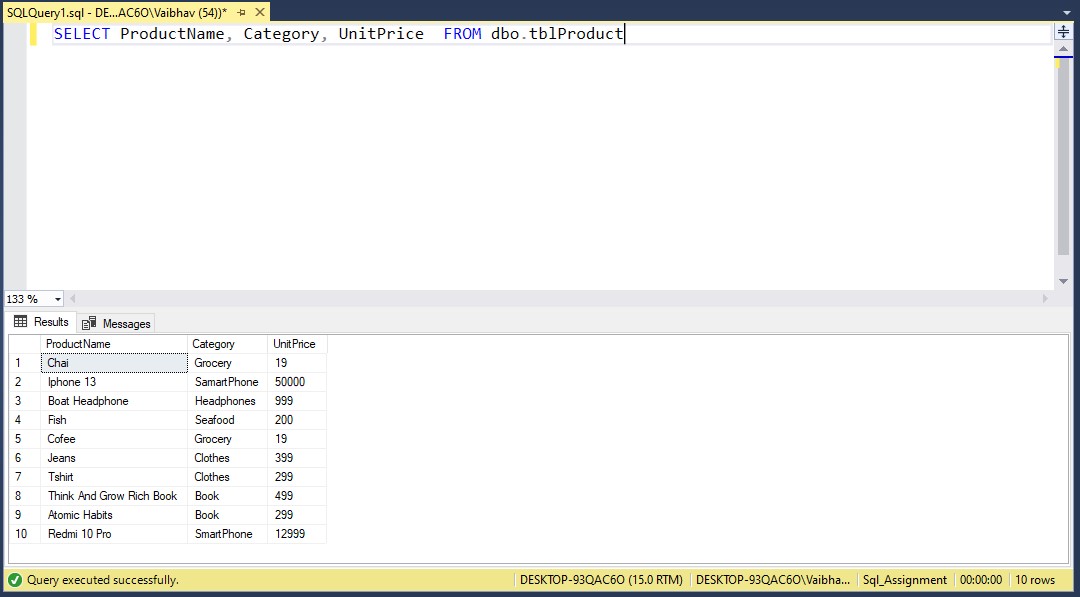 SQLQuery1.sql - DE...AC6O\Vaibhav (54))*
SELECT ProductName, Category, UnitPrice  FROM dbo.tblProduct
133 %
Results Messages
ProductName Category UnitPrice
1 Chai Grocery 19
2 Iphone 13 SamartPhone 50000
3 Boat Headphone Headphones 999
4 Fish Seafood 200
5 Cofee Grocery 19
6 Jeans Clothes 399
7 Tshirt Clothes 299
8 Think And Grow Rich Book Book 499
9 Atomic Habits Book 299
10 Redmi 10 Pro SmartPhone 12999
Query executed successfully. DESKTOP-93QAC6O (15.0 RTM) DESKTOP-93QAC6O\Vaibha... Sql_Assignment 00:00:00 10 rows